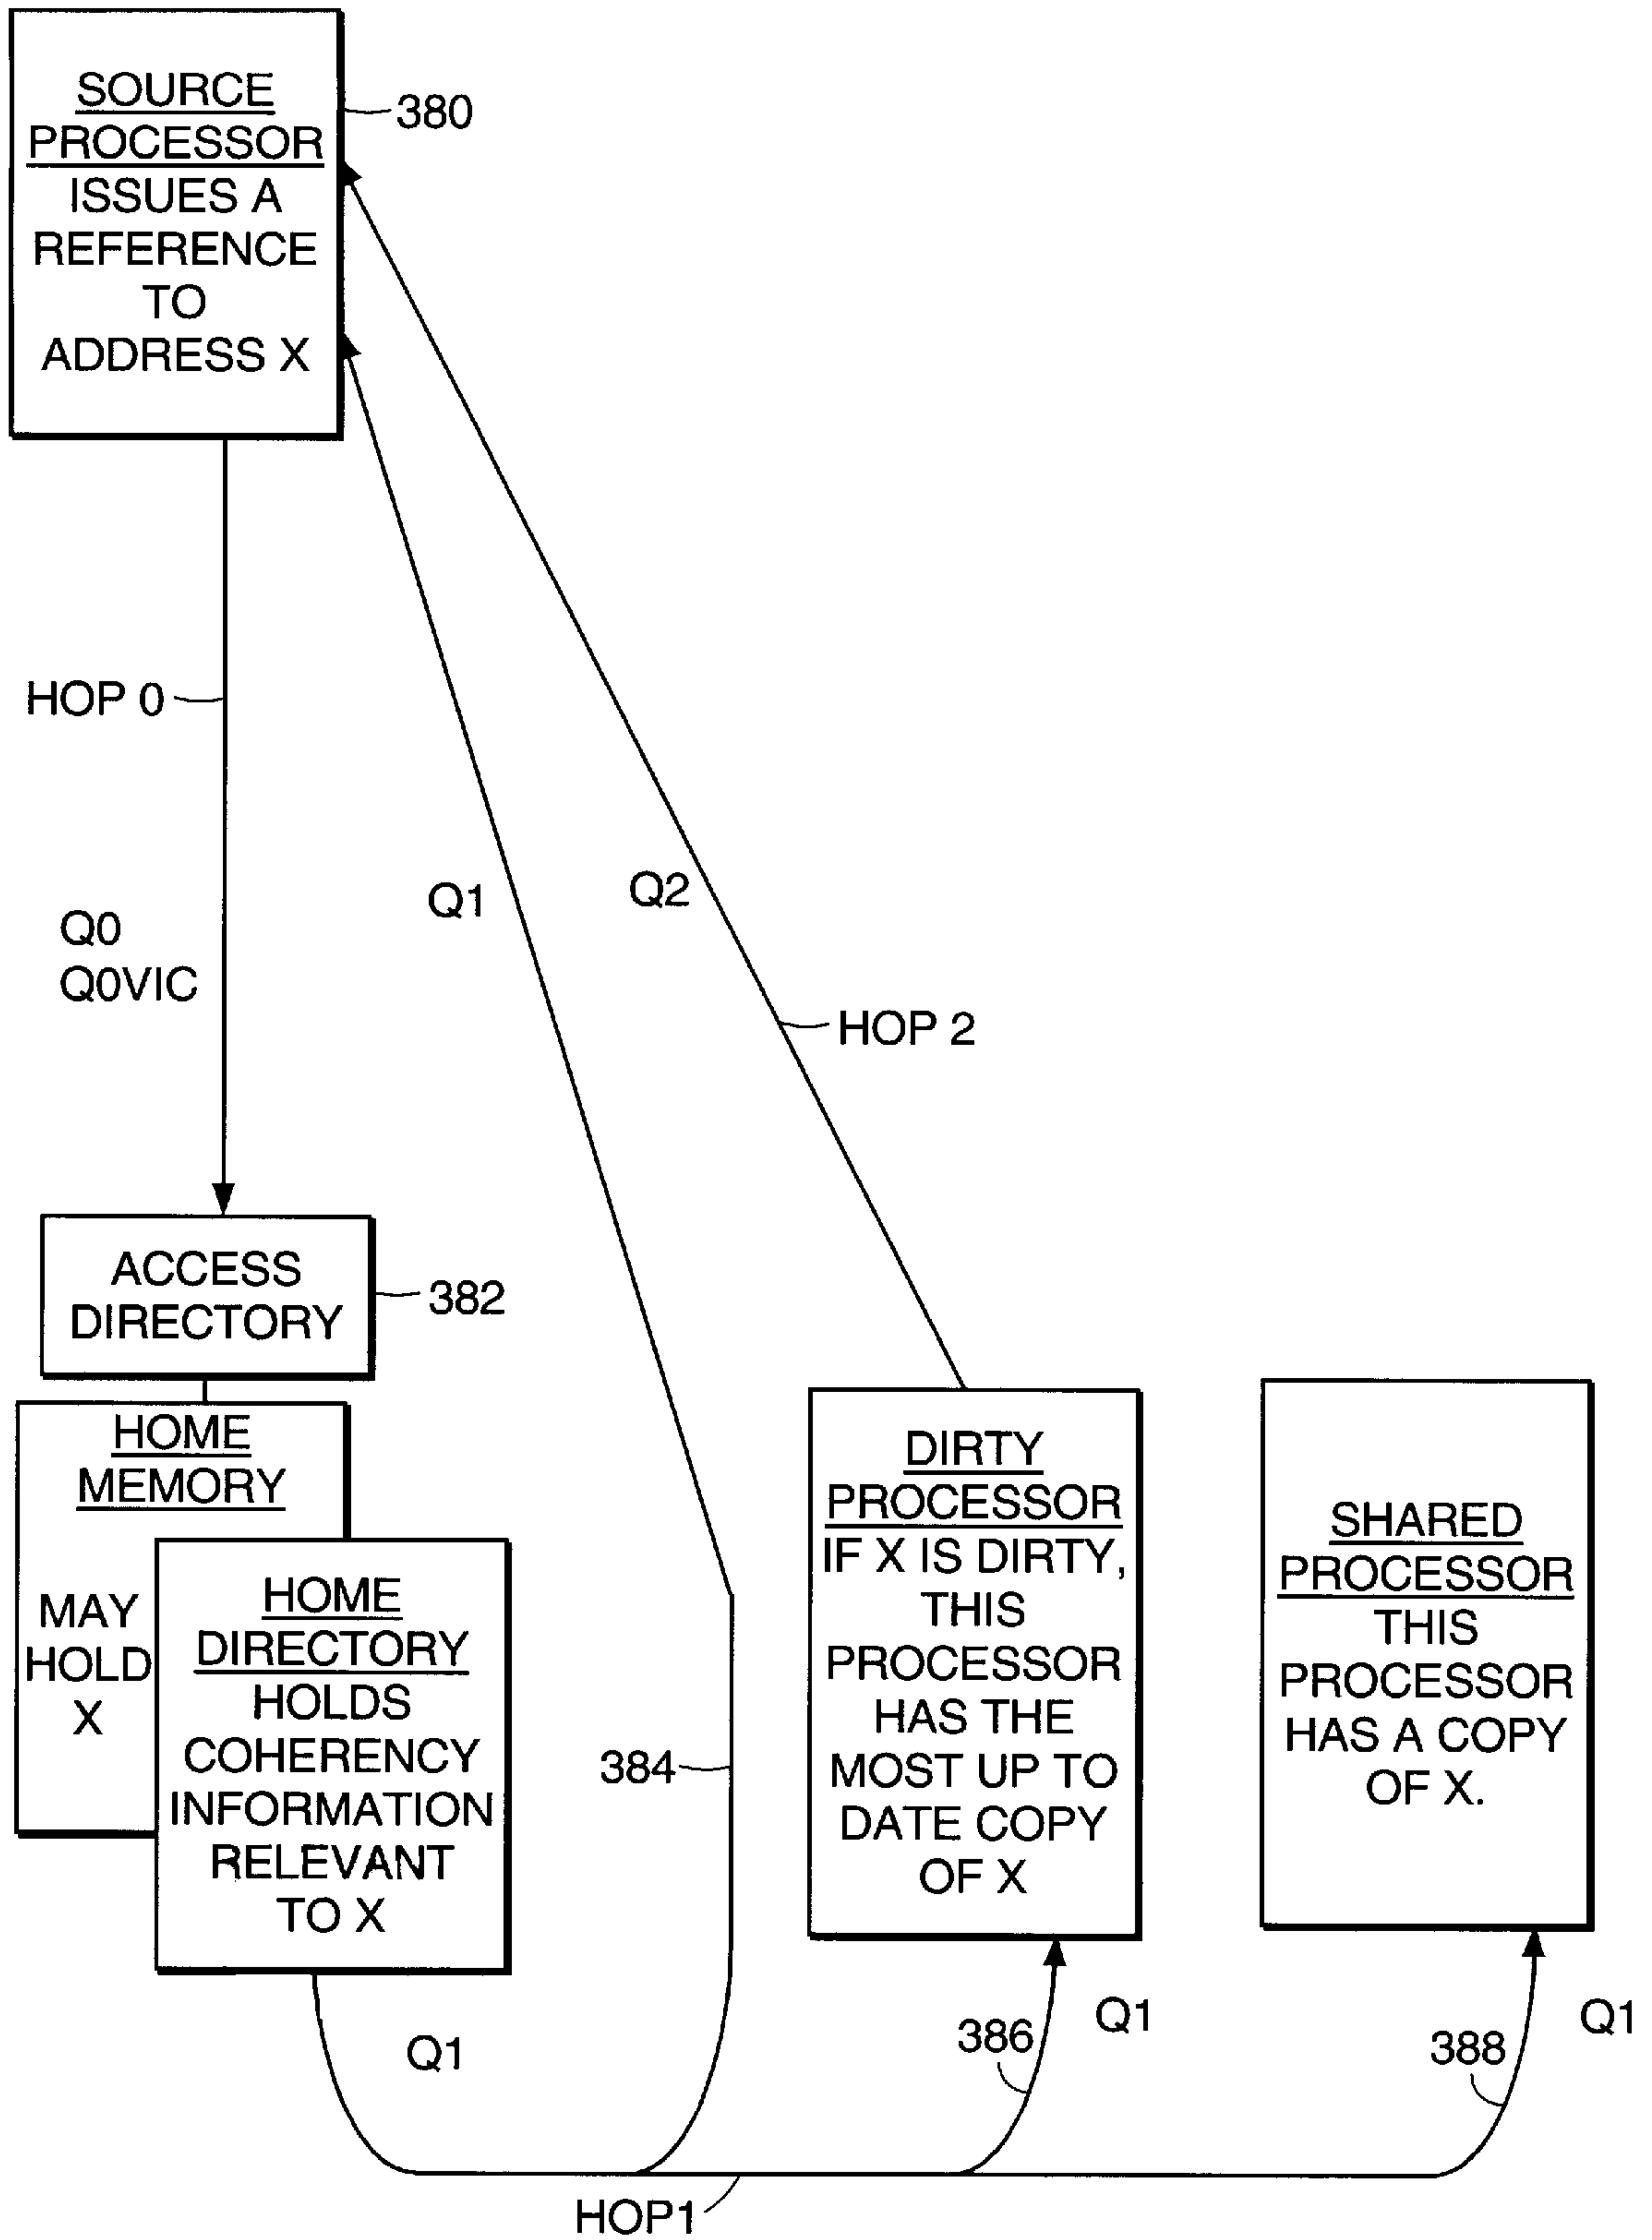 SOURCE
PROCESSOR
ISSUES A
REFERENCE
TO
ADDRESS X
380
HOP 0
Q0
Q0VIC
Q1
Q2
HOP 2
ACCESS
DIRECTORY
382
HOME
MEMORY
MAY
HOLD
X
HOME
DIRECTORY
HOLDS
COHERENCY
INFORMATION
RELEVANT
TO X
384
DIRTY
PROCESSOR
IF X IS DIRTY,
THIS
PROCESSOR
HAS THE
MOST UP TO
DATE COPY
OF X
SHARED
PROCESSOR
THIS
PROCESSOR
HAS A COPY
OF X.
Q1
386
Q1
388
Q1
HOP1